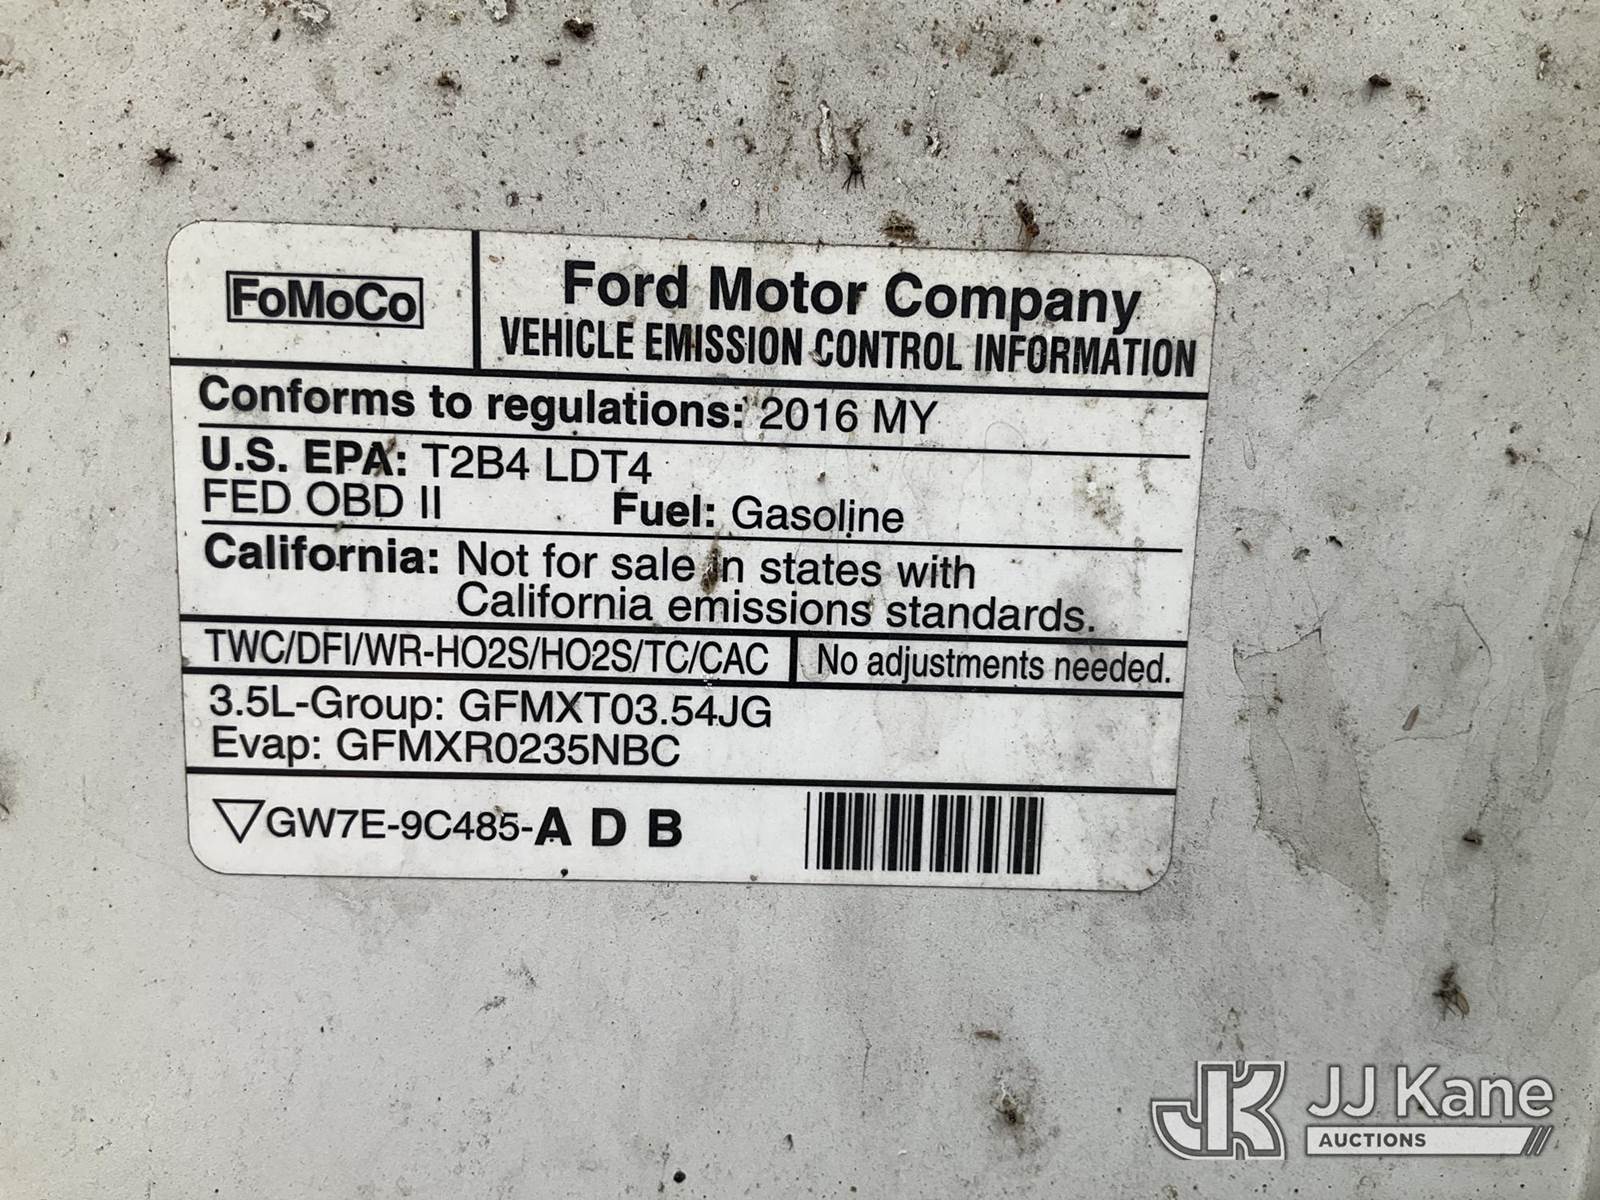 FoMoCo
Ford Motor Company
VEHICLE EMISSION CONTROL INFORMATION
Conforms to regulations: 2016 MY
U.S. EPA: T2B4 LDT4
FED OBD II Fuel: Gasoline
California: Not for sale in states with
California emissions standards.
TWC/DFI/WR-HO2S/HO2S/TC/CAC No adjustments needed.
3.5L-Group: GFMXT03.54JG
Evap: GFMXR0235NBC
GW7E-9C485-A D B
JK JJ Kane
AUCTIONS